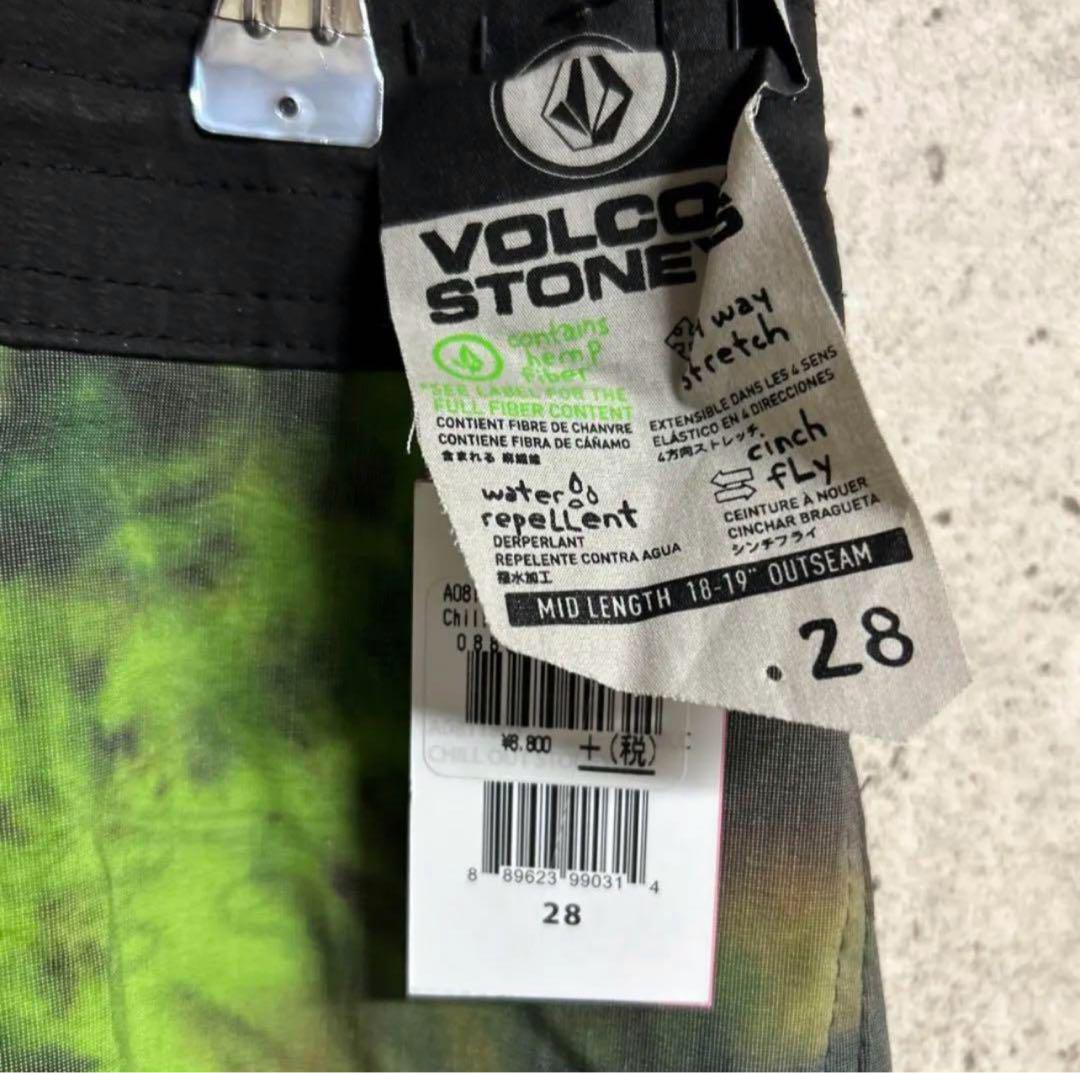 VOLCO
STONEYS
contains
hemp
fiber
*SEE LABEL FOR THE
FULL FIBER CONTENT
CONTIENT FIBRE DE CHANVRE
CONTIENE FIBRA DE CÁÑAMO
含まれる 麻繊維
4 way
stretch
EXTENSIBLE DANS LES 4 SENS
ELÁSTICO EN 4 DIRECCIONES
4方向ストレッチ.
water
repeLLent
DERPERLANT
REPELENTE CONTRA AGUA
撥水加工
cinch
fLy
CEINTURE À NOUER
CINCHAR BRAGUETA
シンチフライ
MID LENGTH 18-19" OUTSEAM
.28
A081
Chil
088
¥8.800 +(税)
CHILL OUT STO
8 89623 99031 4
28